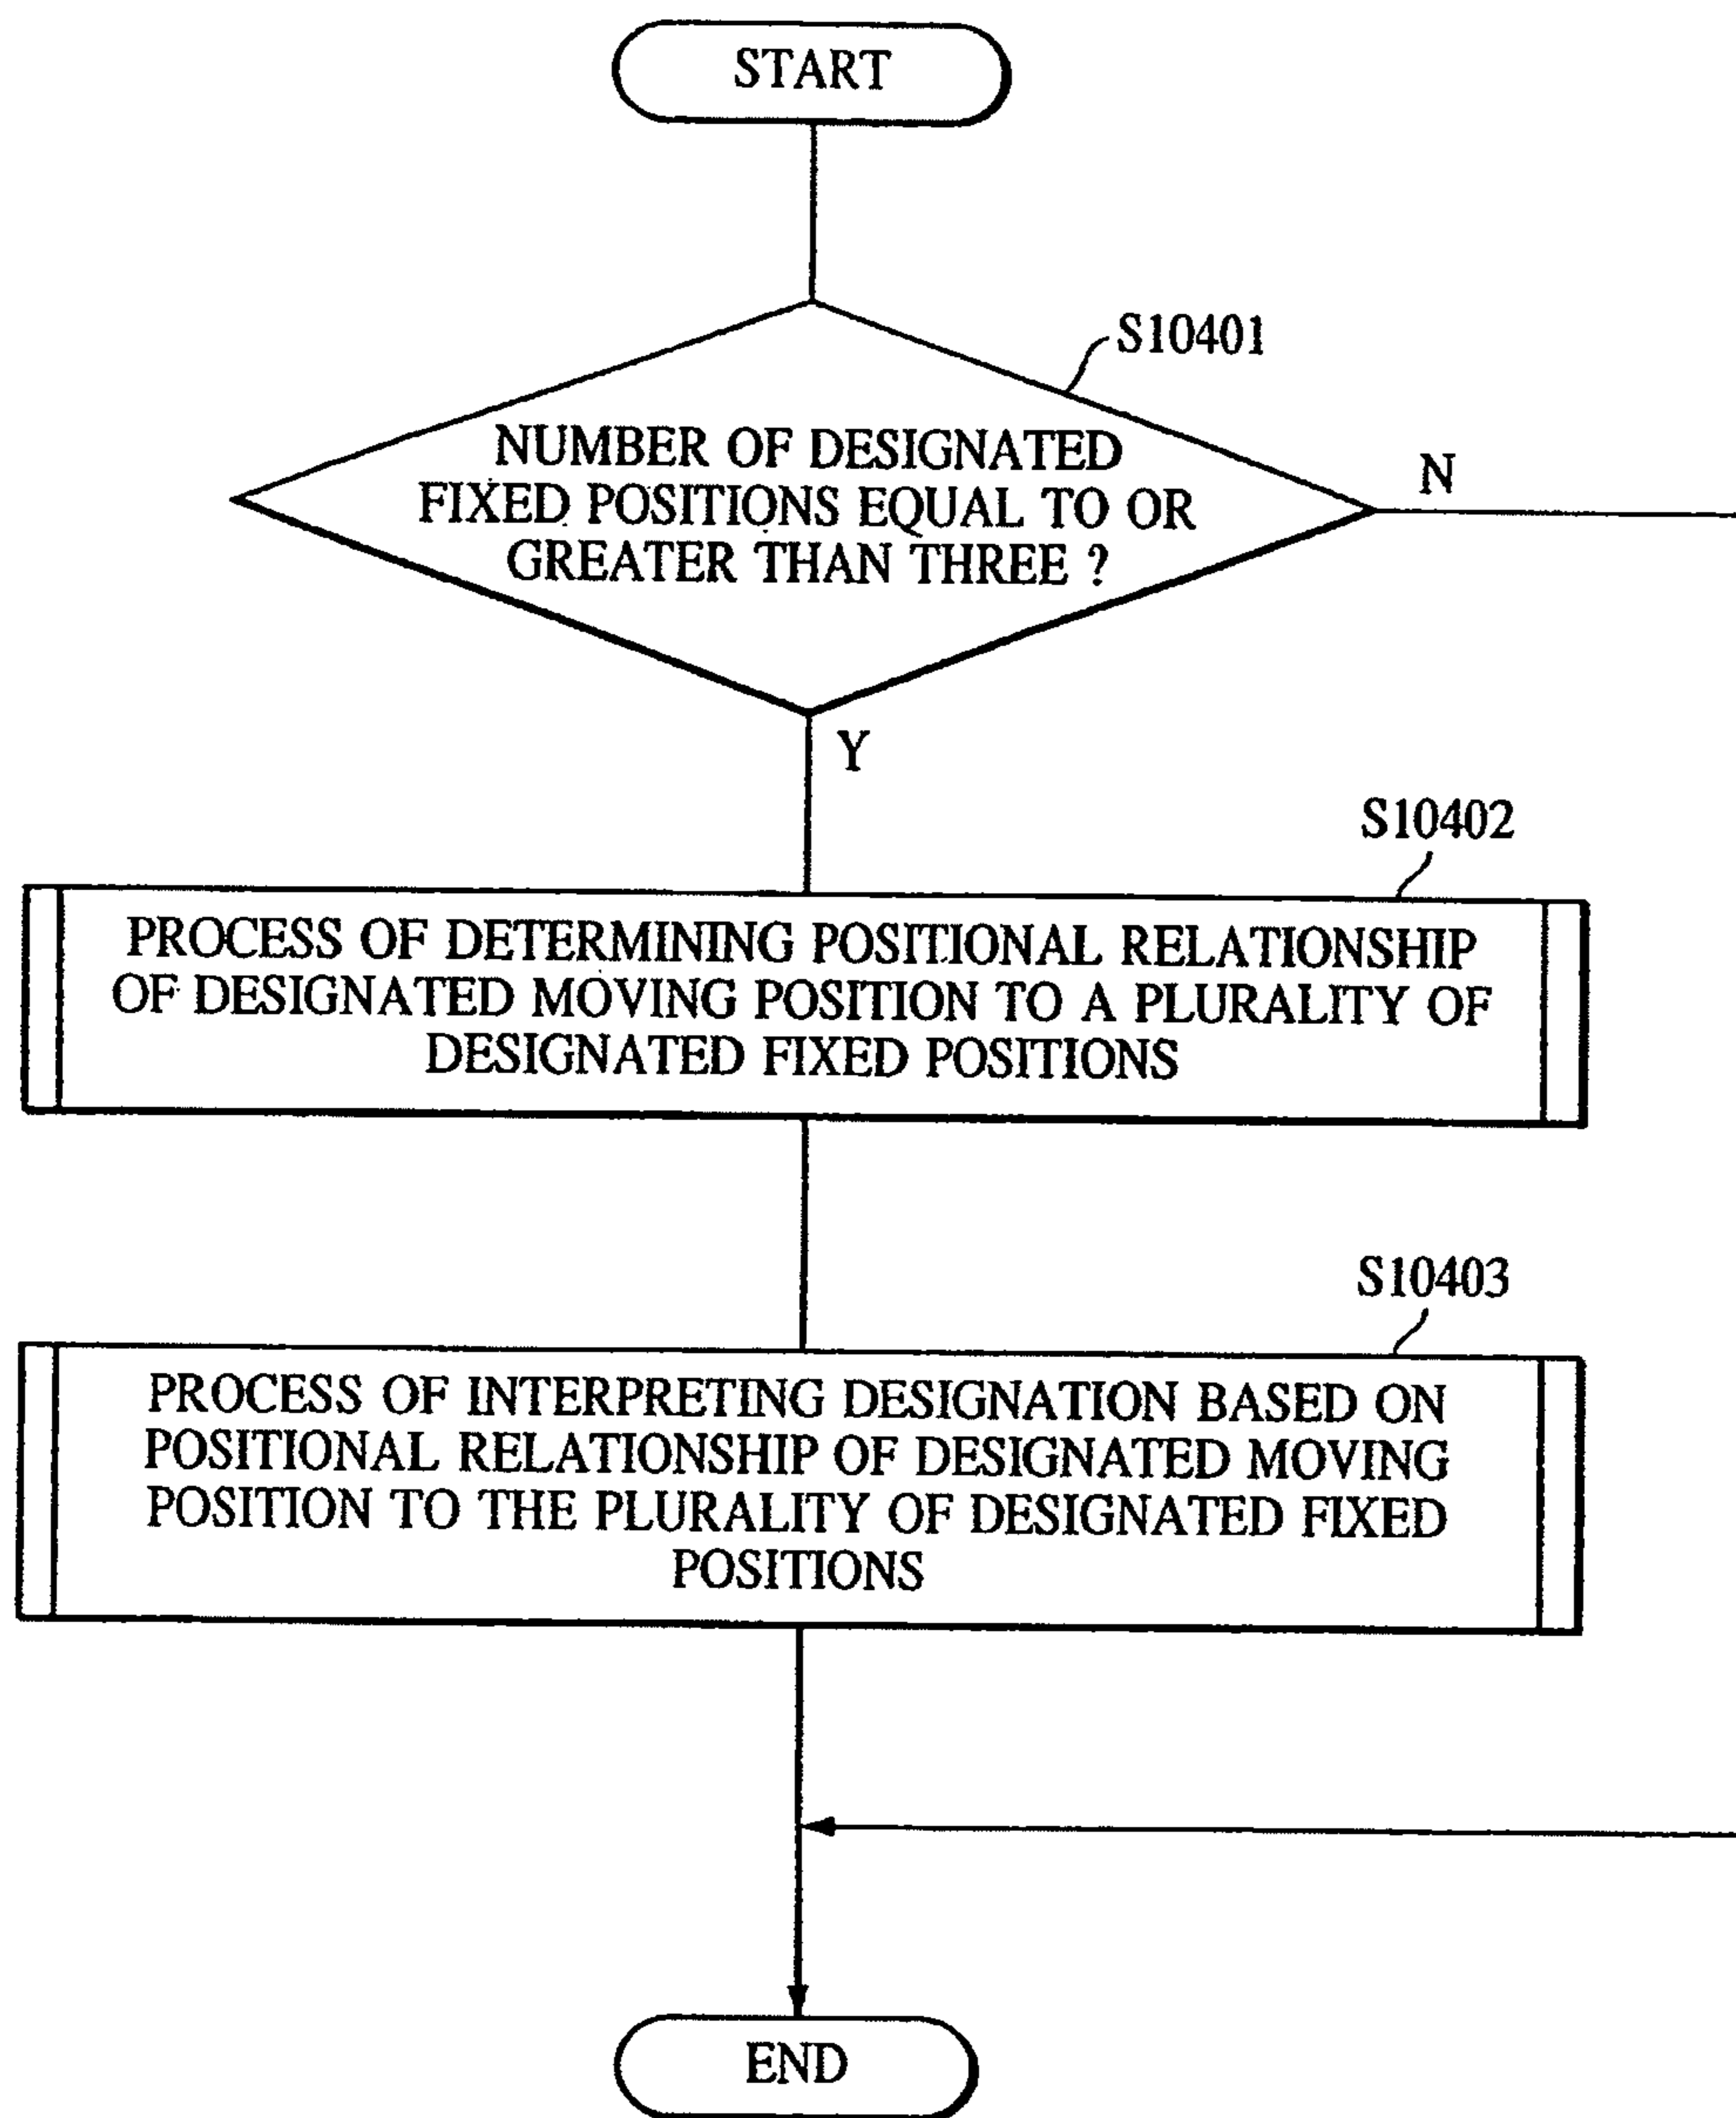 START
S10401
NUMBER OF DESIGNATED
FIXED POSITIONS EQUAL TO OR
GREATER THAN THREE ?
N
Y
S10402
PROCESS OF DETERMINING POSITIONAL RELATIONSHIP
OF DESIGNATED MOVING POSITION TO A PLURALITY OF
DESIGNATED FIXED POSITIONS
S10403
PROCESS OF INTERPRETING DESIGNATION BASED ON
POSITIONAL RELATIONSHIP OF DESIGNATED MOVING
POSITION TO THE PLURALITY OF DESIGNATED FIXED
POSITIONS
END